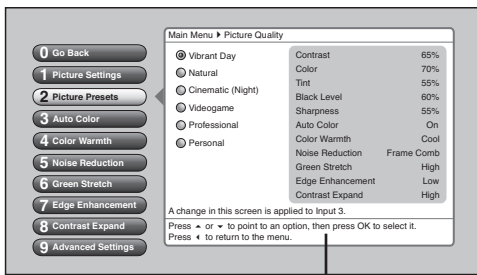 Main Menu ▶ Picture Quality
0 Go Back
1 Picture Settings
2 Picture Presets
3 Auto Color
4 Color Warmth
5 Noise Reduction
6 Green Stretch
7 Edge Enhancement
8 Contrast Expand
9 Advanced Settings
Vibrant Day
Natural
Cinematic (Night)
Videogame
Professional
Personal
Contrast 65%
Color 70%
Tint 55%
Black Level 60%
Sharpness 55%
Auto Color On
Color Warmth Cool
Noise Reduction Frame Comb
Green Stretch High
Edge Enhancement Low
Contrast Expand High
A change in this screen is applied to Input 3.
Press ▲ or ▼ to point to an option, then press OK to select it.
Press ◀ to return to the menu.